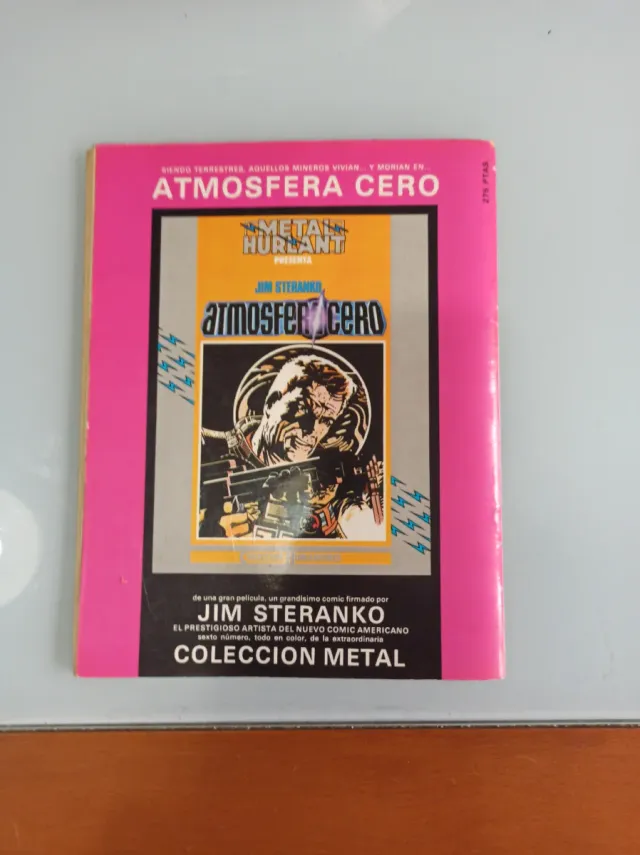 SIENDO TERRESTRES, AQUELLOS MINEROS VIVIAN... Y MORIAN EN...
ATMOSFERA CERO
275 PTAS.
METAL
HURLANT
PRESENTA
JIM STERANKO
ATMOSFERA CERO
de una gran película, un grandísimo comic firmado por
JIM STERANKO
EL PRESTIGIOSO ARTISTA DEL NUEVO COMIC AMERICANO
sexto número, todo en color, de la extraordinaria
COLECCION METAL